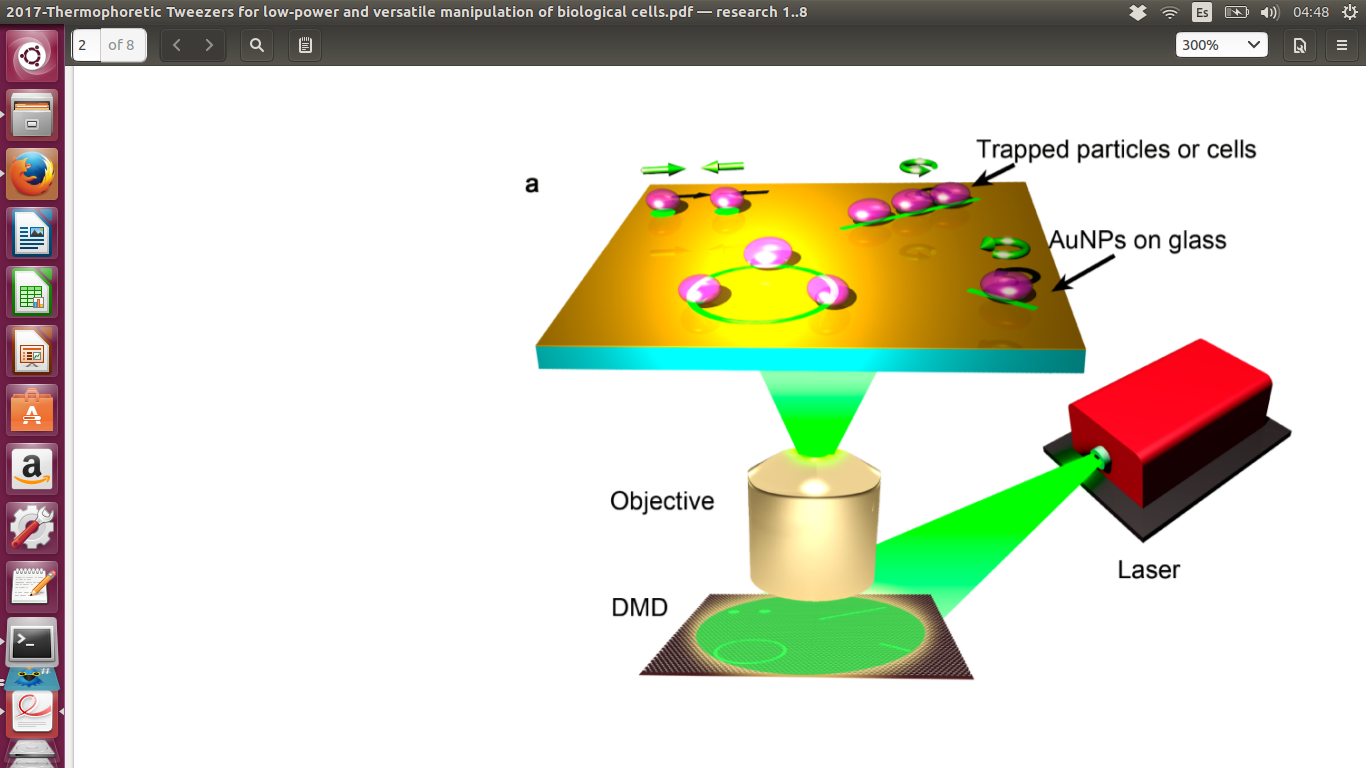 2017-Thermophoretic Tweezers for low-power and versatile manipulation of biological cells.pdf — research 1..8
Es
04:48
2 of 8
300%
a
Trapped particles or cells
AuNPs on glass
Objective
Laser
DMD